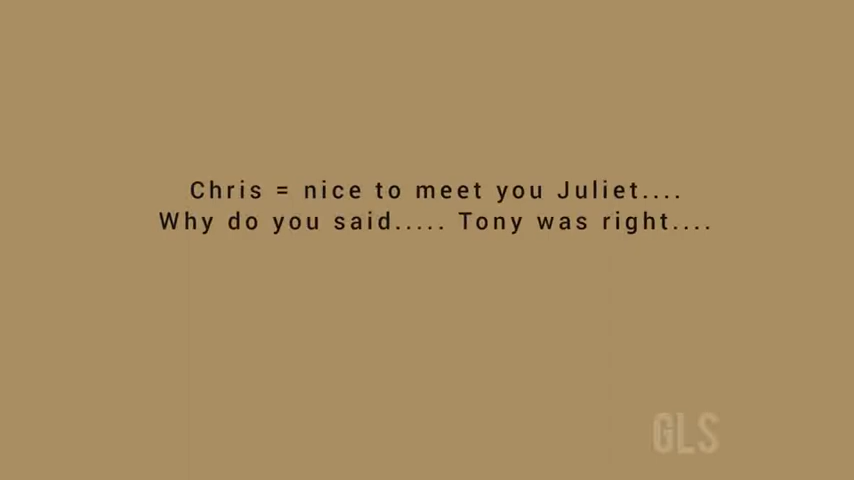 Chris = nice to meet you Juliet....
Why do you said..... Tony was right....
GLS